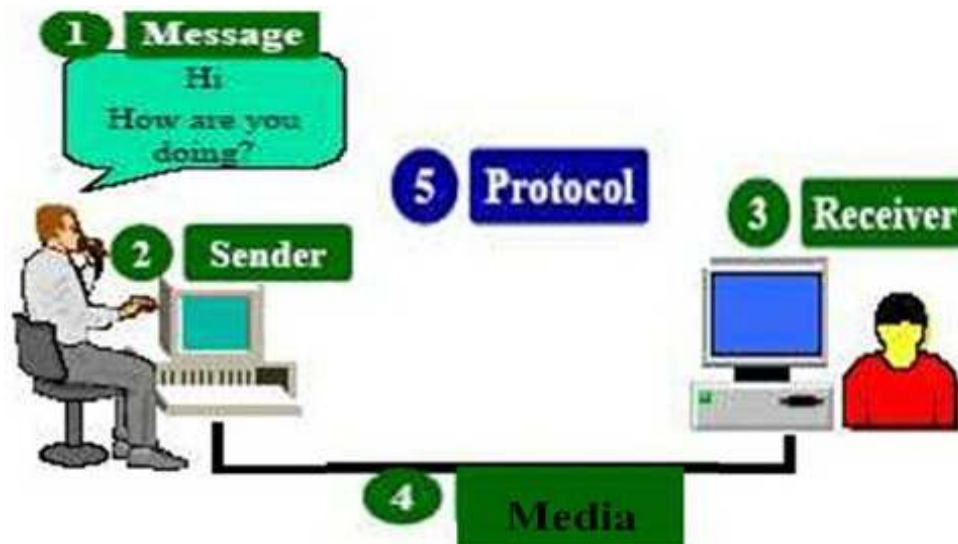 1 Message
Hi
How are you
doing?
5 Protocol
3 Receiver
2 Sender
4 Media